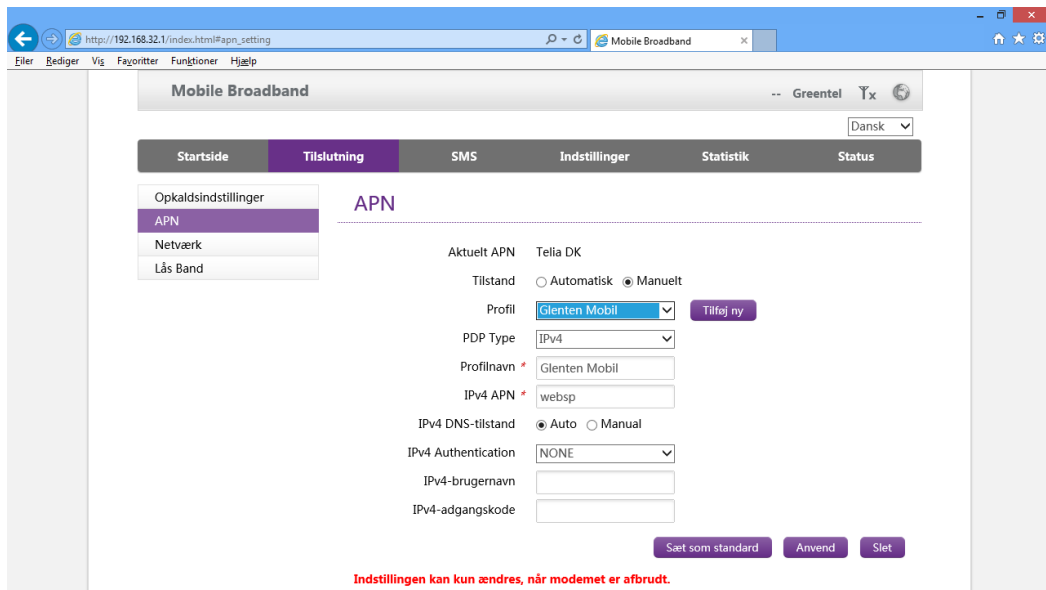 http://192.168.32.1/index.html#apn_setting
Mobile Broadband
Filer Rediger Vis Favoritter Funktioner Hjælp
Mobile Broadband
-- Greentel
Dansk
Startside Tilslutning SMS Indstillinger Statistik Status
Opkaldsindstillinger
APN
Netværk
Lås Band
APN
Aktuelt APN Telia DK
Tilstand Automatisk Manuelt
Profil Glenten Mobil Tilføj ny
PDP Type IPv4
Profilnavn * Glenten Mobil
IPv4 APN * websp
IPv4 DNS-tilstand Auto Manual
IPv4 Authentication NONE
IPv4-brugernavn
IPv4-adgangskode
Sæt som standard Anvend Slet
Indstillingen kan kun ændres, når modemet er afbrudt.